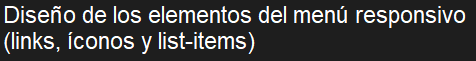 Diseño de los elementos del menú responsivo
(links, íconos y list-items)